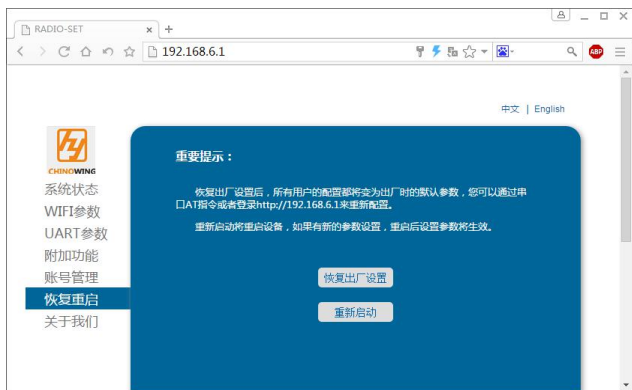 RADIO-SET
192.168.6.1
ABP
中文 | English
hy
CHINOWING
系统状态
WIFI参数
UART参数
附加功能
账号管理
恢复重启
关于我们
重要提示：
恢复出厂设置后，所有用户的配置都将变为出厂时的默认参数，您可以通过串
口AT指令或者登录http://192.168.6.1来重新配置。
重新启动将重启设备，如果有新的参数设置，重启后设置参数将生效。
恢复出厂设置
重新启动